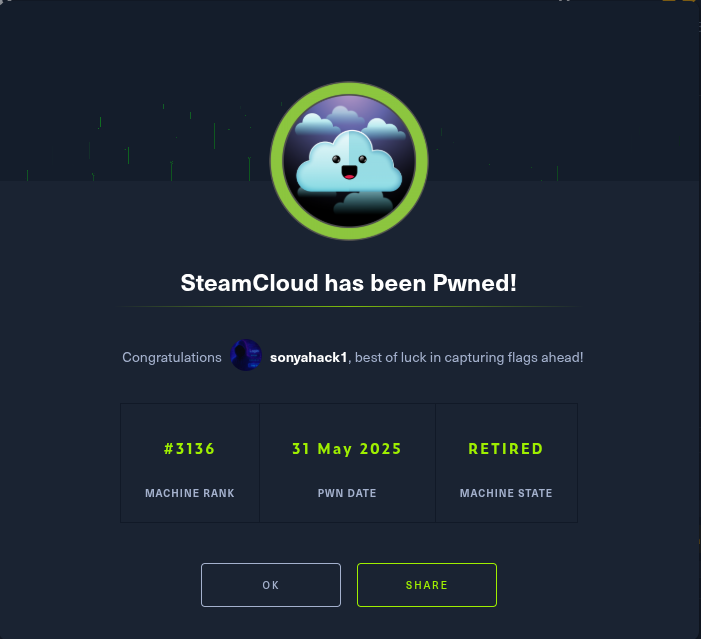 SteamCloud has been Pwned!
Congratulations sonyahack1, best of luck in capturing flags ahead!
#3136 31 May 2025 RETIRED
MACHINE RANK PWN DATE MACHINE STATE
OK SHARE